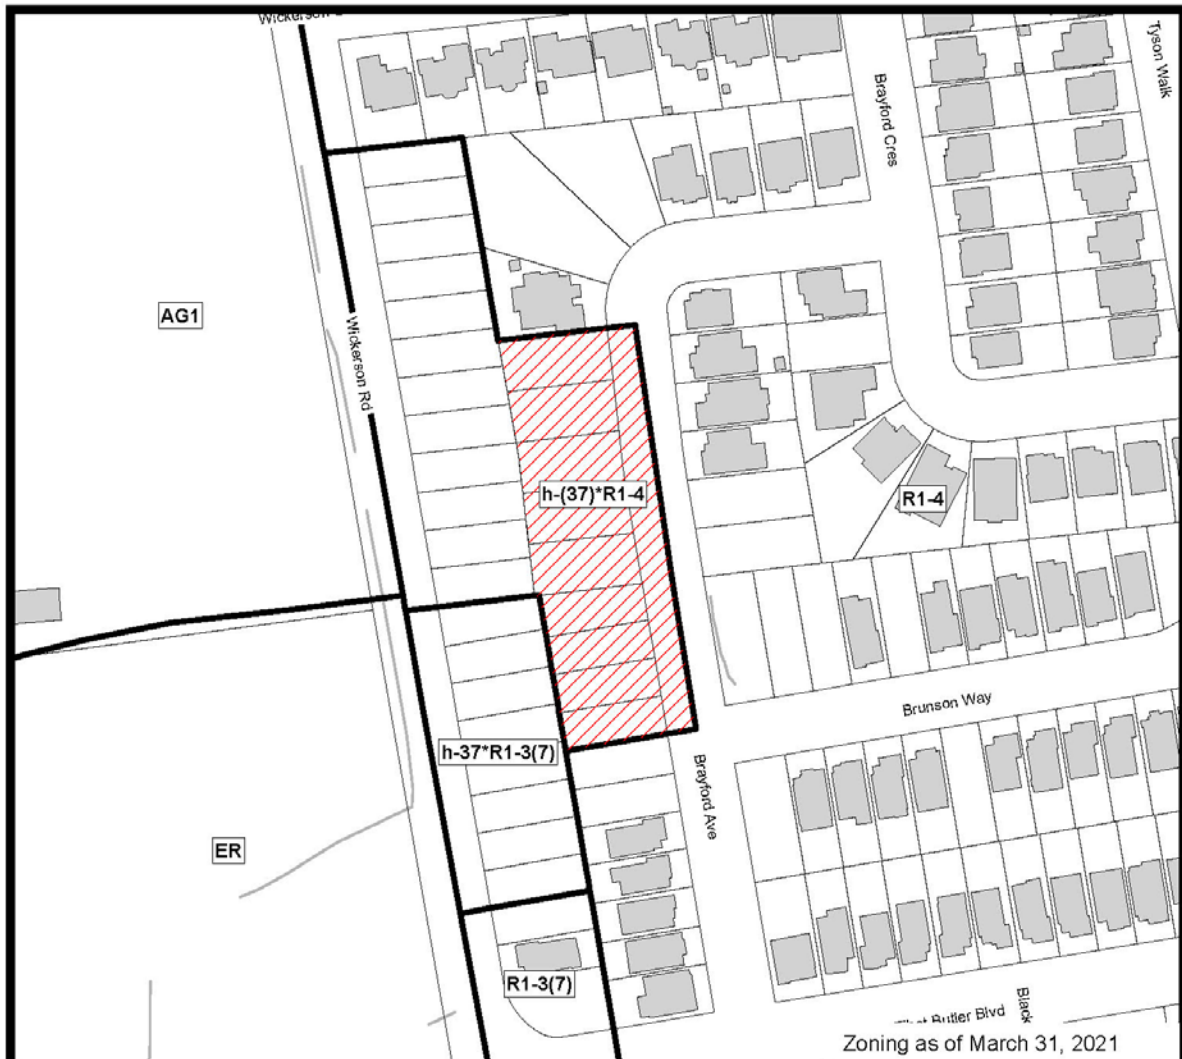 Wickerson
Tyson Walk
Brayford Cres
AG1
Wickerson Rd
h-(37)*R1-4
R1-4
Brunson Way
h-37*R1-3(7)
Brayford Ave
ER
R1-3(7)
Black
Butler Blvd
Zoning as of March 31, 2021